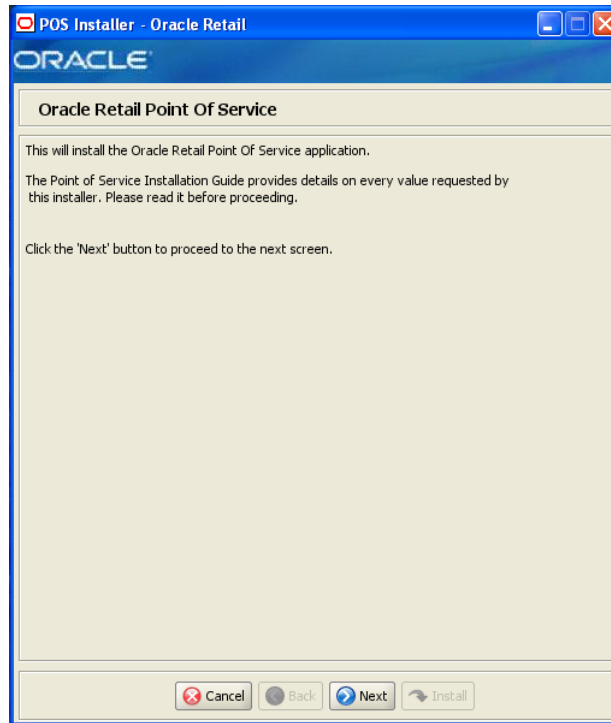 POS Installer - Oracle Retail
ORACLE
Oracle Retail Point Of Service
This will install the Oracle Retail Point Of Service application.
The Point of Service Installation Guide provides details on every value requested by
this installer. Please read it before proceeding.
Click the 'Next' button to proceed to the next screen.
Cancel Back Next Install